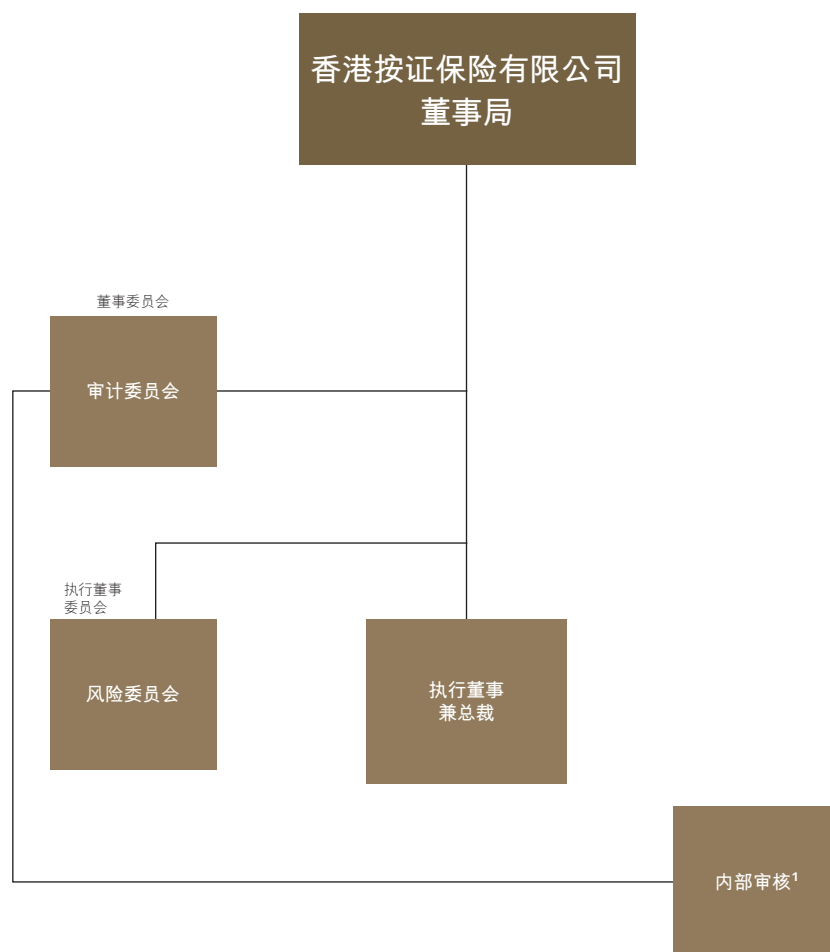 香港按证保险有限公司
董事局
董事委员会
审计委员会
执行董事
委员会
风险委员会
执行董事
兼总裁
内部审核¹